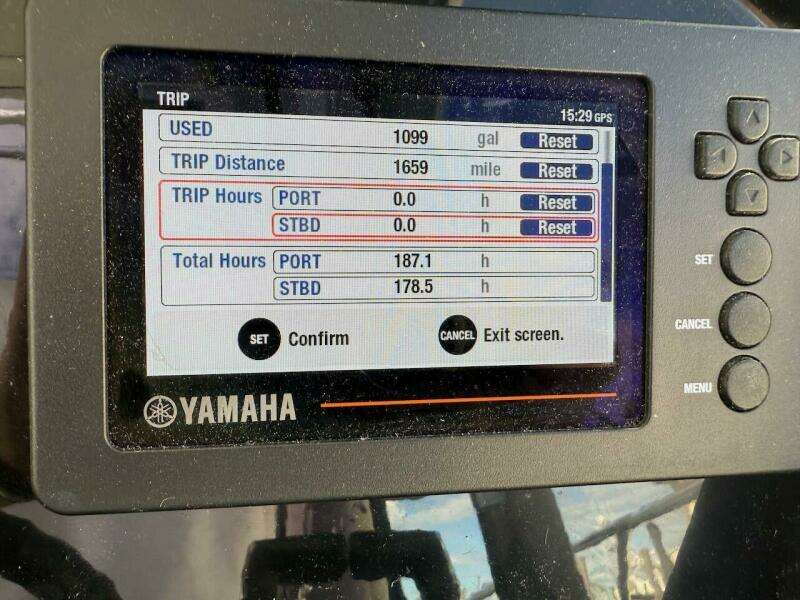 TRIP
15:29 GPS
USED 1099 gal Reset
TRIP Distance 1659 mile Reset
TRIP Hours PORT 0.0 h Reset
STBD 0.0 h Reset
Total Hours PORT 187.1 h
STBD 178.5 h
SET Confirm CANCEL Exit screen.
YAMAHA
SET
CANCEL
MENU